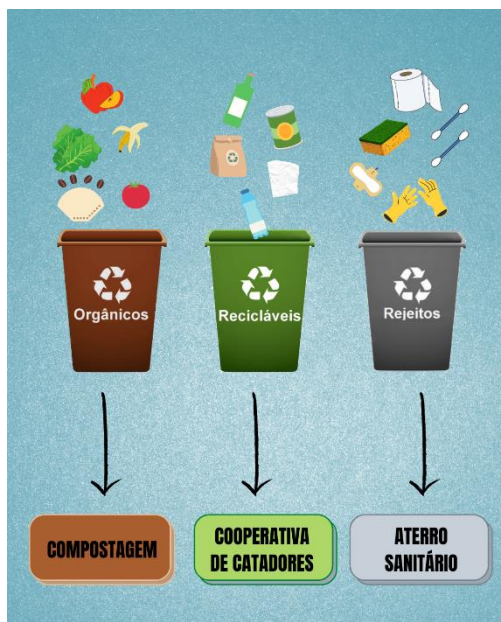 Orgânicos
Recicláveis
Rejeitos
COMPOSTAGEM
COOPERATIVA
DE CATADORES
ATERRO
SANITÁRIO